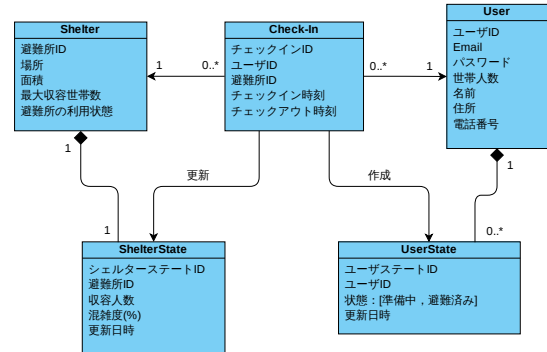 Shelter
避難所ID
場所
面積
最大収容世帯数
避難所の利用状態
Check-In
チェックインID
ユーザID
避難所ID
チェックイン時刻
チェックアウト時刻
User
ユーザID
Email
パスワード
世帯人数
名前
住所
電話番号
1
0..*
0..*
1
1
更新
作成
1
1
0..*
ShelterState
シェルターステートID
避難所ID
収容人数
混雑度(%)
更新日時
UserState
ユーザステートID
ユーザID
状態：[準備中，避難済み]
更新日時